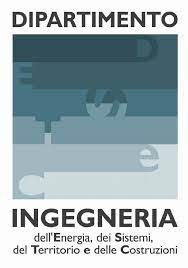 DIPARTIMENTO
D
E S
T e
C
INGEGNERIA
dell'Energia, dei Sistemi,
del Territorio e delle Costruzioni